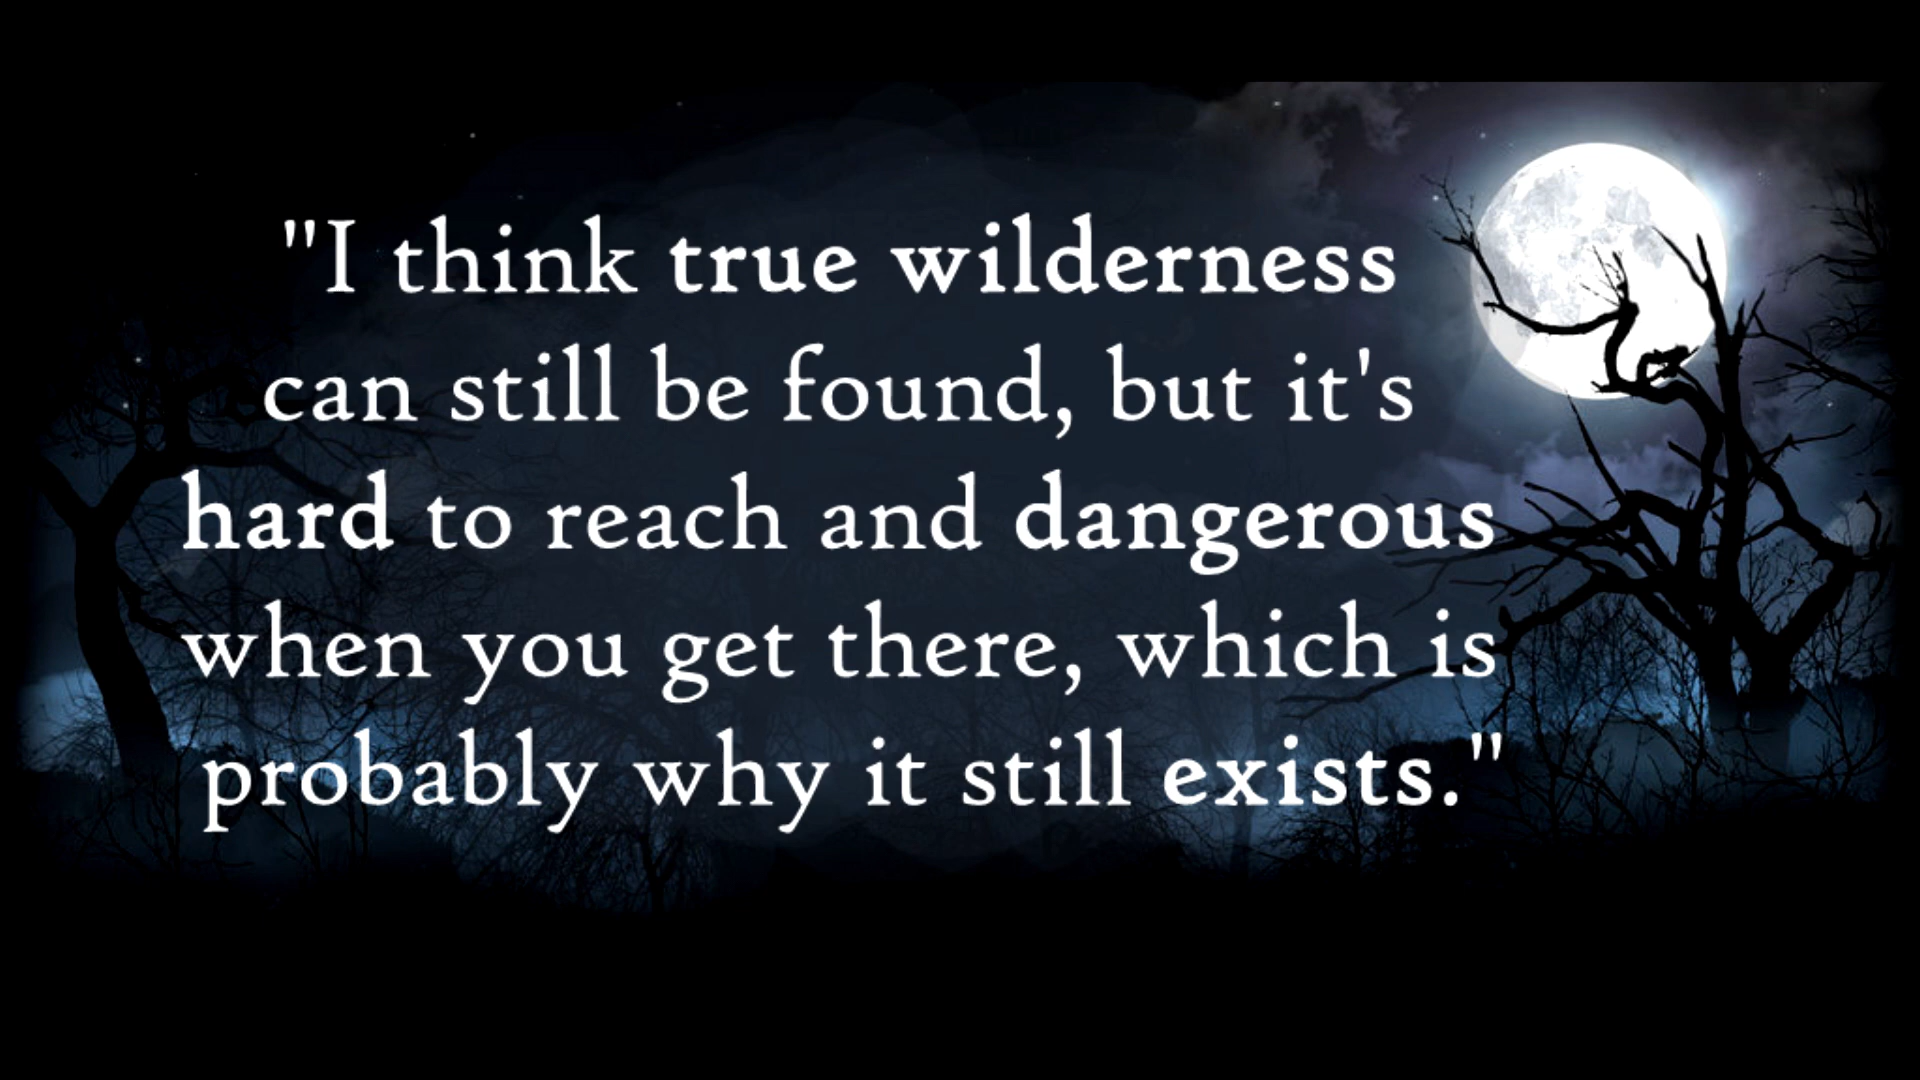 "I think true wilderness
can still be found, but it's
hard to reach and dangerous
when you get there, which is
probably why it still exists."